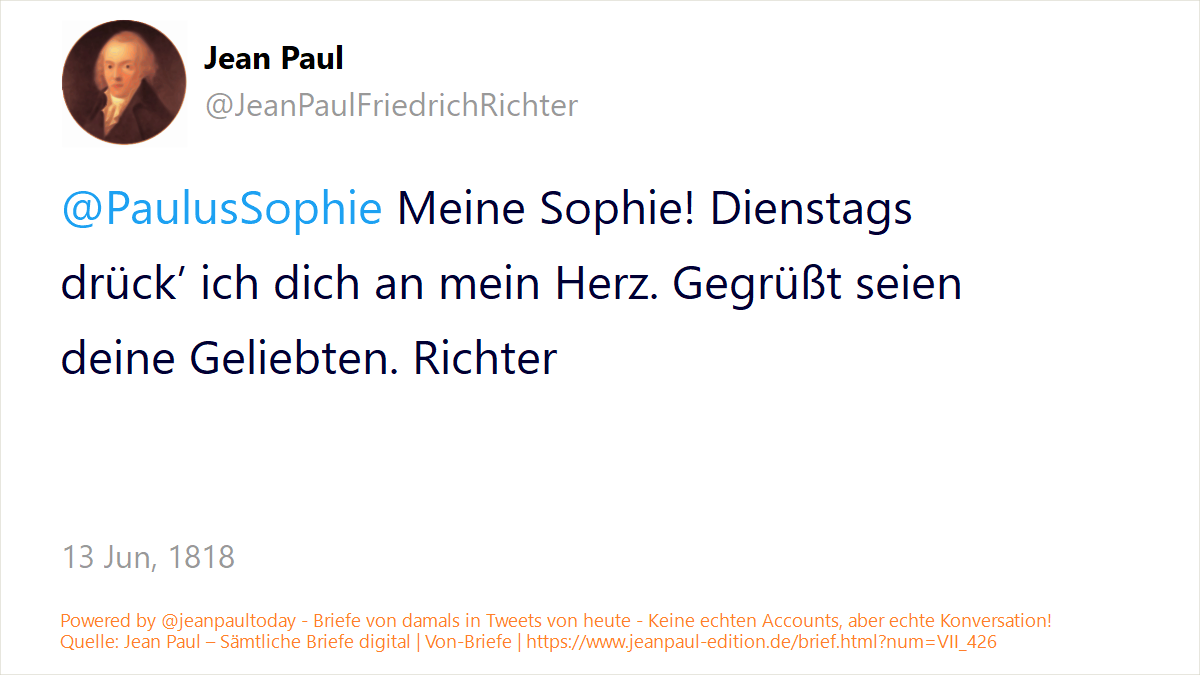 Jean Paul
@JeanPaulFriedrichRichter
@PaulusSophie Meine Sophie! Dienstags
drück’ ich dich an mein Herz. Gegrüßt seien
deine Geliebten. Richter
13 Jun, 1818
Powered by @jeanpaultoday - Briefe von damals in Tweets von heute - Keine echten Accounts, aber echte Konversation!
Quelle: Jean Paul – Sämtliche Briefe digital | Von-Briefe | https://www.jeanpaul-edition.de/brief.html?num=VII_426